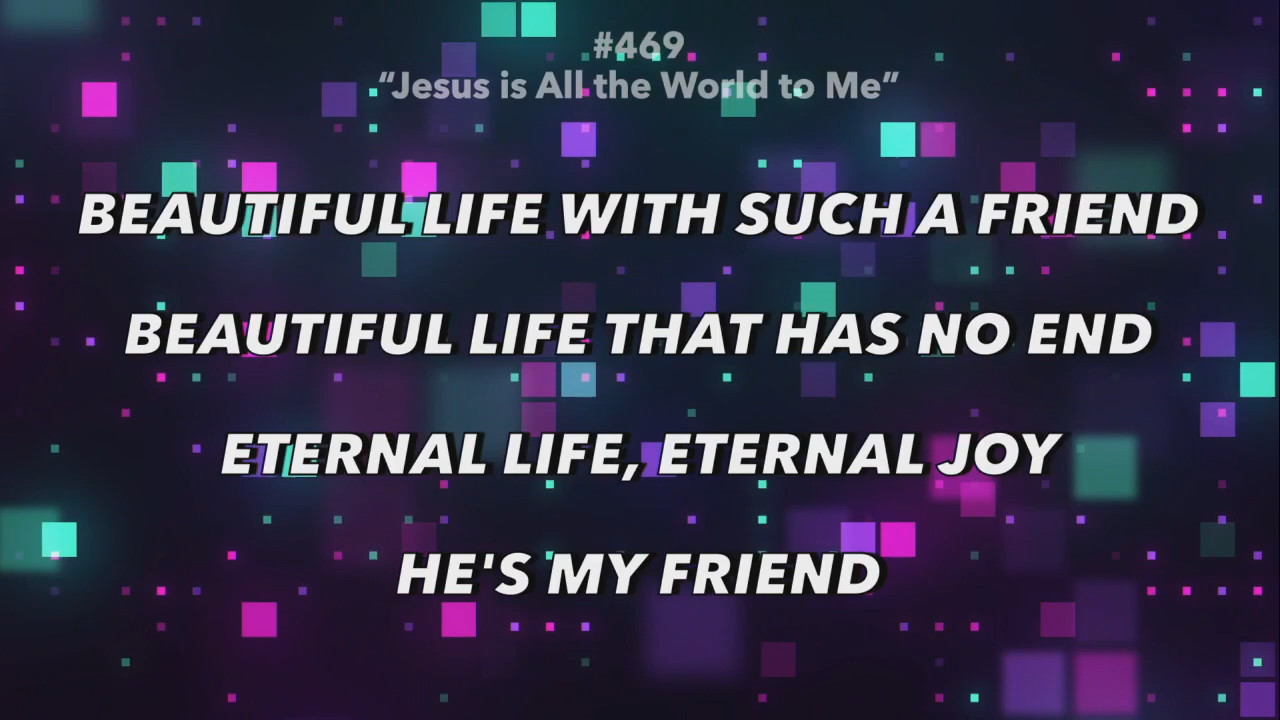 #469
“Jesus is All the World to Me”
BEAUTIFUL LIFE WITH SUCH A FRIEND
BEAUTIFUL LIFE THAT HAS NO END
ETERNAL LIFE, ETERNAL JOY
HE'S MY FRIEND